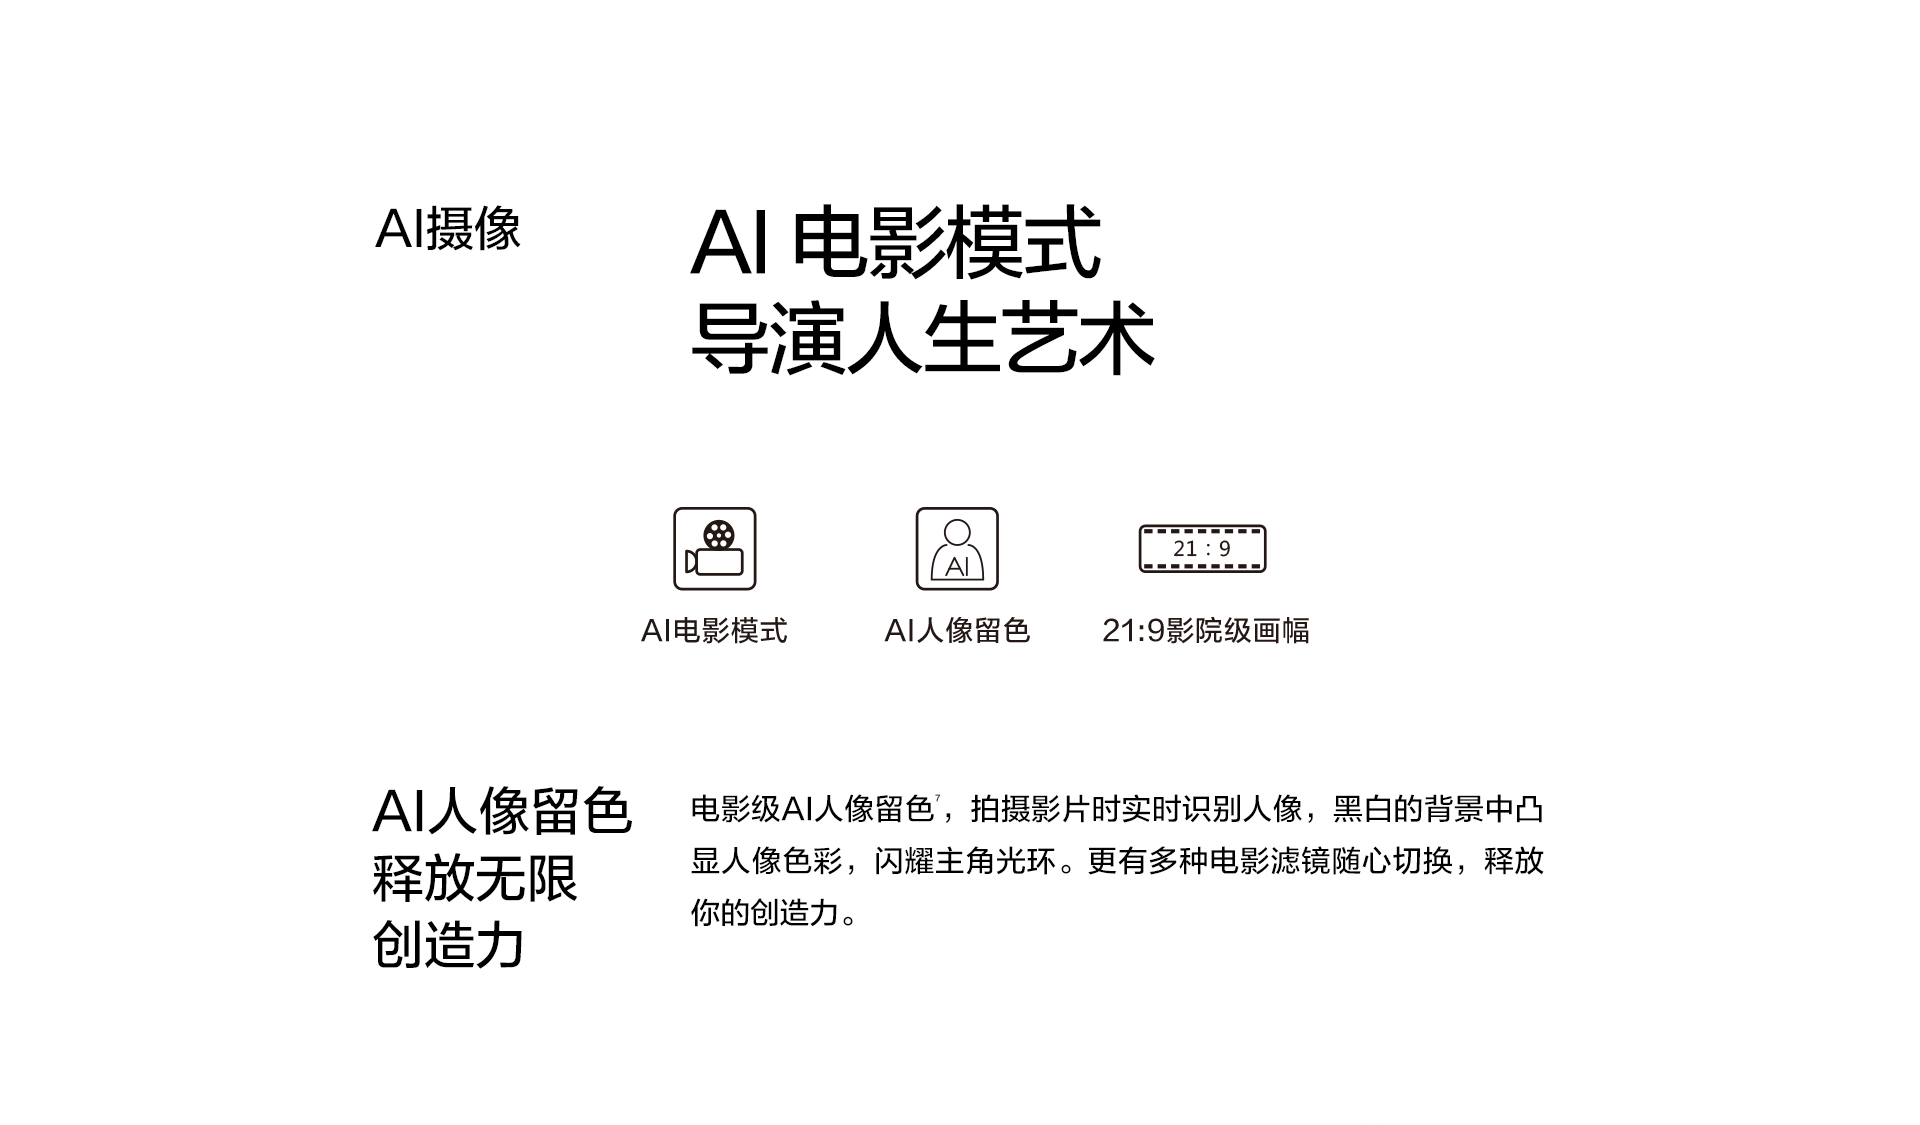 AI摄像
AI 电影模式
导演人生艺术
AI
21 : 9
AI电影模式
AI人像留色
21:9影院级画幅
AI人像留色
释放无限
创造力
电影级AI人像留色7，拍摄影片时实时识别人像，黑白的背景中凸
显人像色彩，闪耀主角光环。更有多种电影滤镜随心切换，释放
你的创造力。